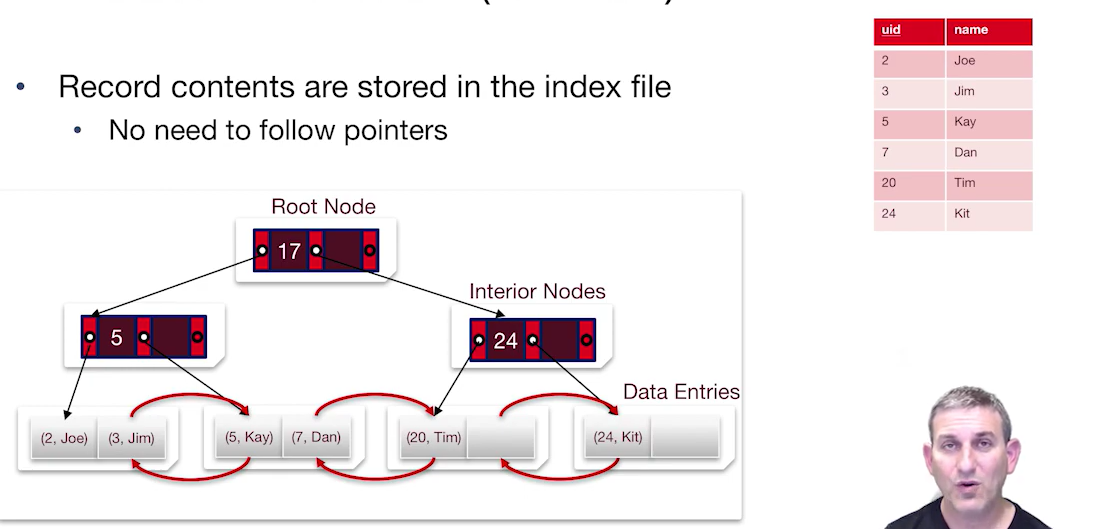 Record contents are stored in the index file
No need to follow pointers
uid name
2 Joe
3 Jim
5 Kay
7 Dan
20 Tim
24 Kit
Root Node
17
Interior Nodes
5
24
Data Entries
(2, Joe) (3, Jim) (5, Kay) (7, Dan) (20, Tim) (24, Kit)